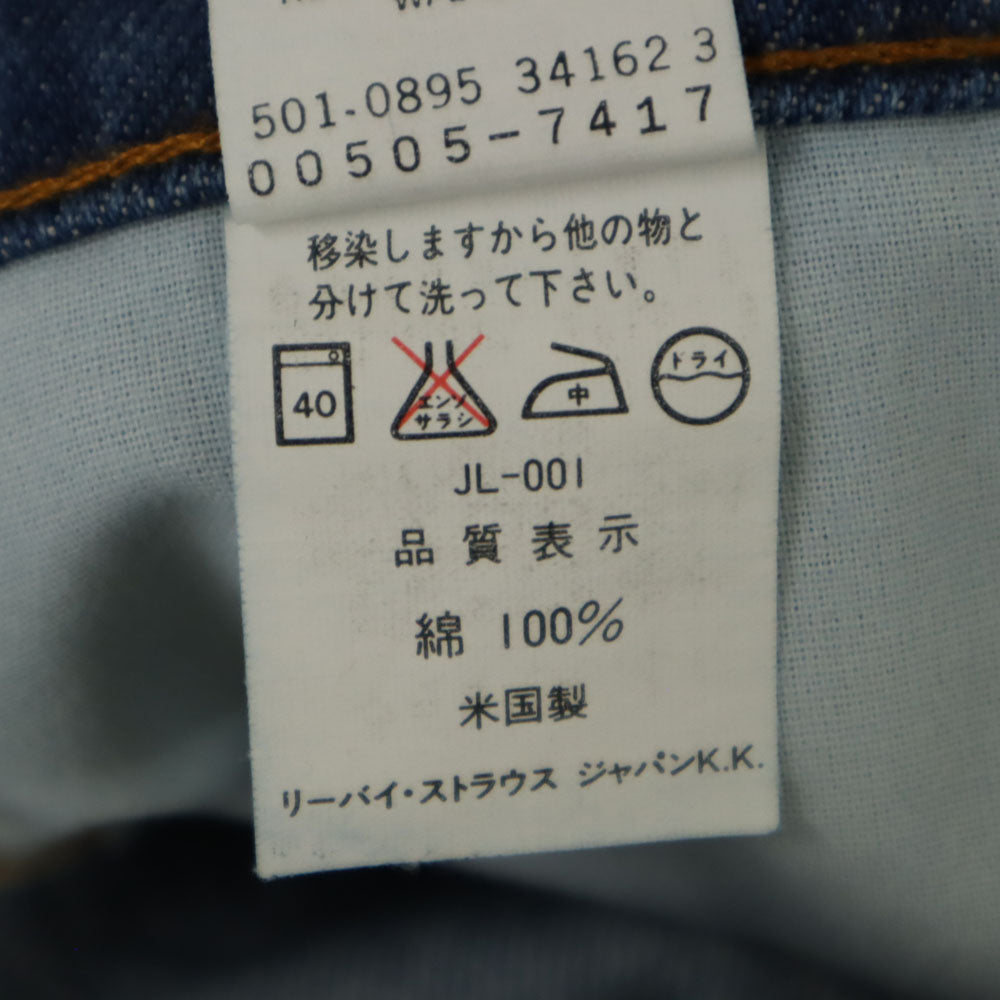 501-0895 34162 3
00505-7417
移染しますから他の物と
分けて洗って下さい。
40 エンソサラシ 中 ドライ
JL-001
品質表示
綿 100%
米国製
リーバイ・ストラウス ジャパンK.K.